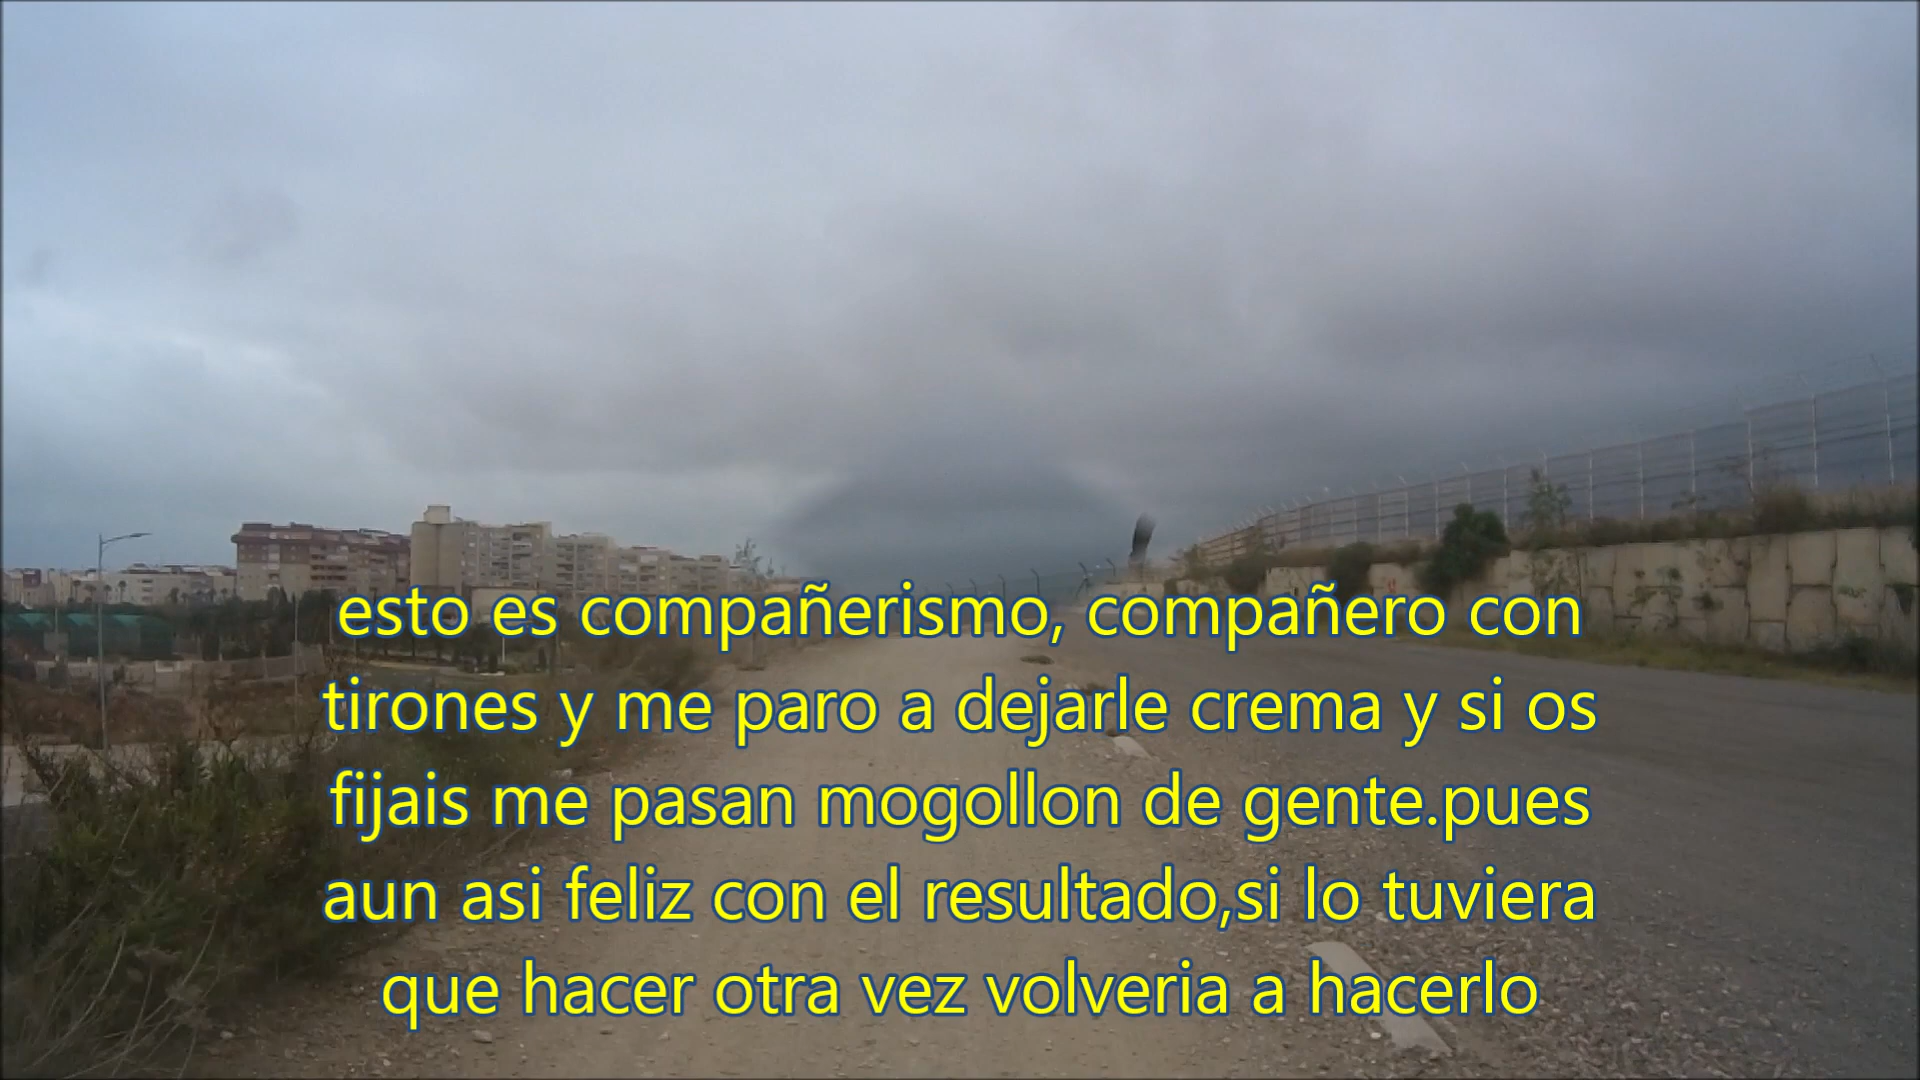 esto es compañerismo, compañero con
tirones y me paro a dejarle crema y si os
fijais me pasan mogollon de gente.pues
aun asi feliz con el resultado,si lo tuviera
que hacer otra vez volveria a hacerlo